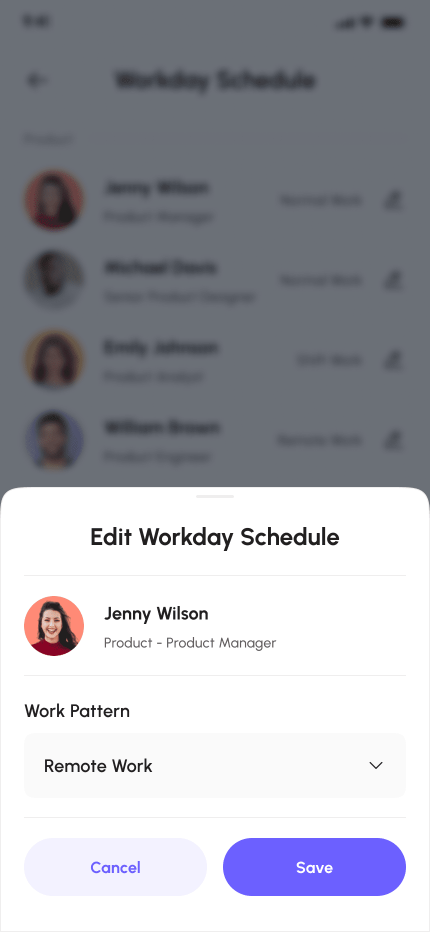 9:41
Workday Schedule
Product
Jenny Wilson
Normal Work
Product Manager
Michael Davis
Normal Work
Senior Product Designer
Emily Johnson
Shift Work
Product Analyst
William Brown
Remote Work
Product Engineer
Edit Workday Schedule
Jenny Wilson
Product - Product Manager
Work Pattern
Remote Work
Cancel
Save